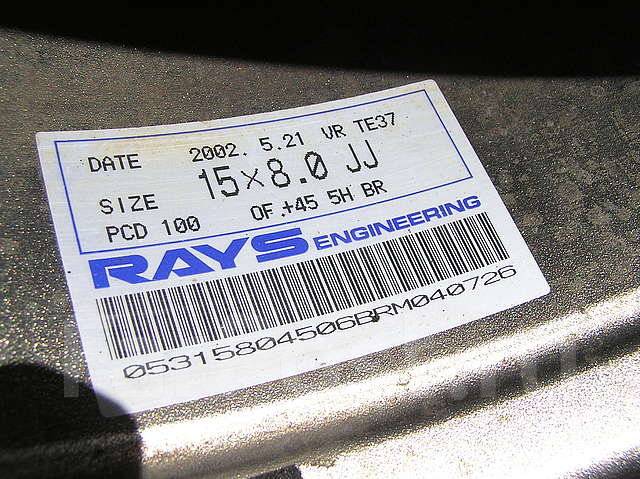 DATE 2002. 5.21 VR TE37
SIZE 15×8.0 JJ
PCD 100 OF.+45 5H BR
RAYS ENGINEERING
05315804506BRM040726